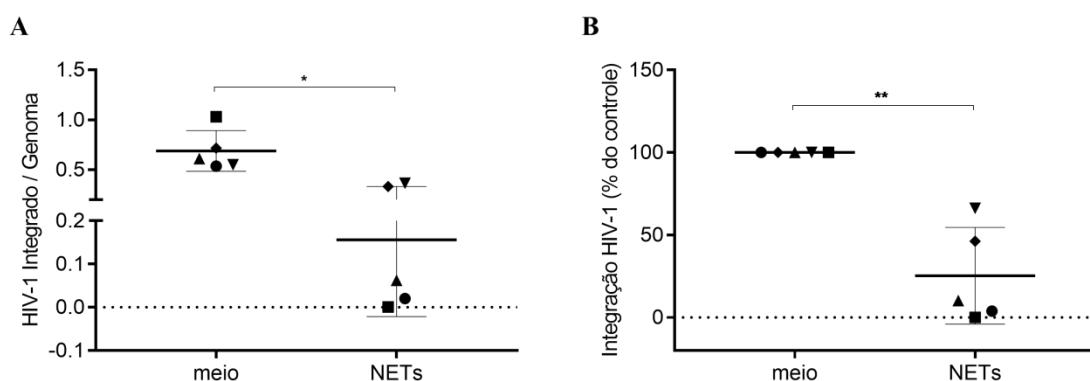 A
HIV-1 Integrado / Genoma
1.5
1.0
0.5
0.2
0.1
0.0
-0.1
*
meio
NETs
B
Integração HIV-1 (% do controle)
150
100
50
0
**
meio
NETs